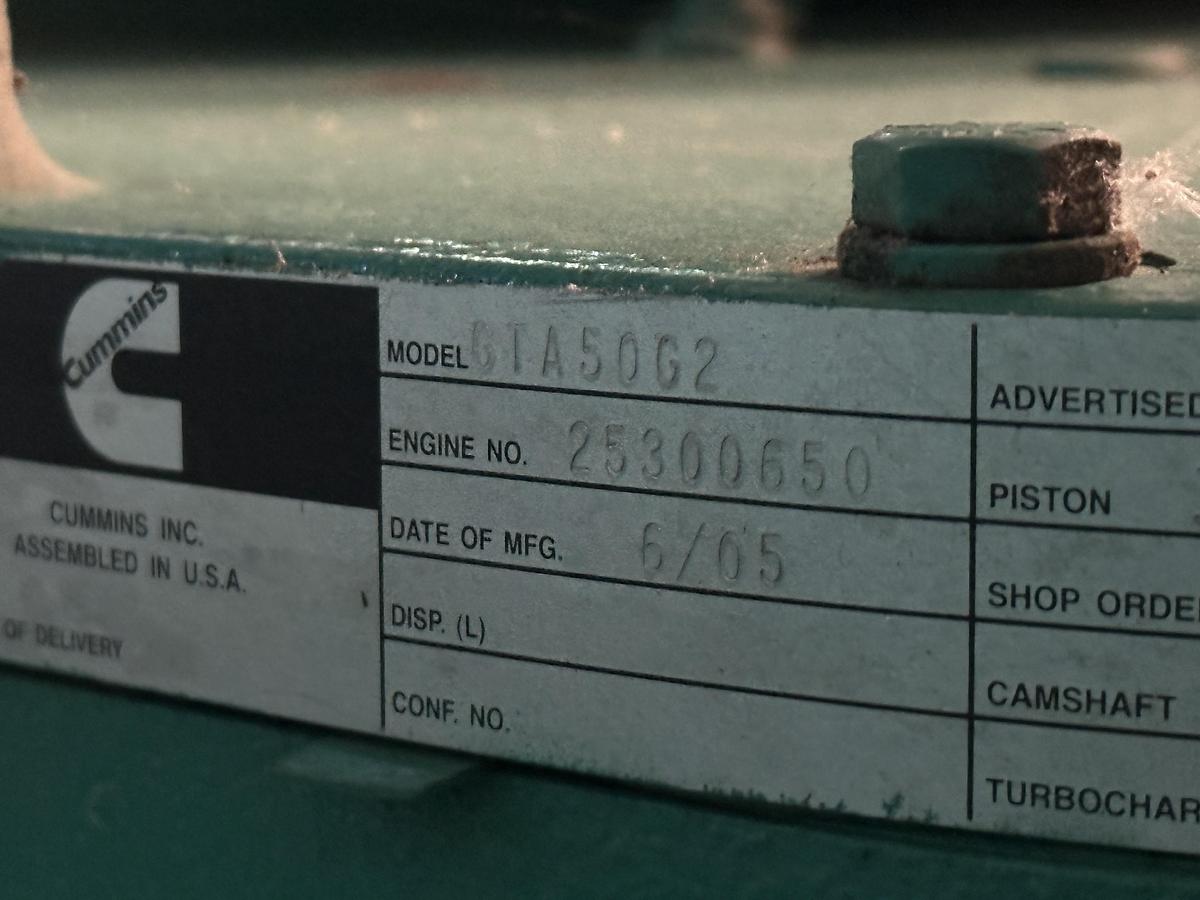 Cummins
CUMMINS INC.
ASSEMBLED IN U.S.A.
OF DELIVERY
MODEL GTA50G2
ENGINE NO. 25300650
DATE OF MFG. 6/05
DISP. (L)
CONF. NO.
ADVERTISED
PISTON
SHOP ORDE
CAMSHAFT
TURBOCHAR